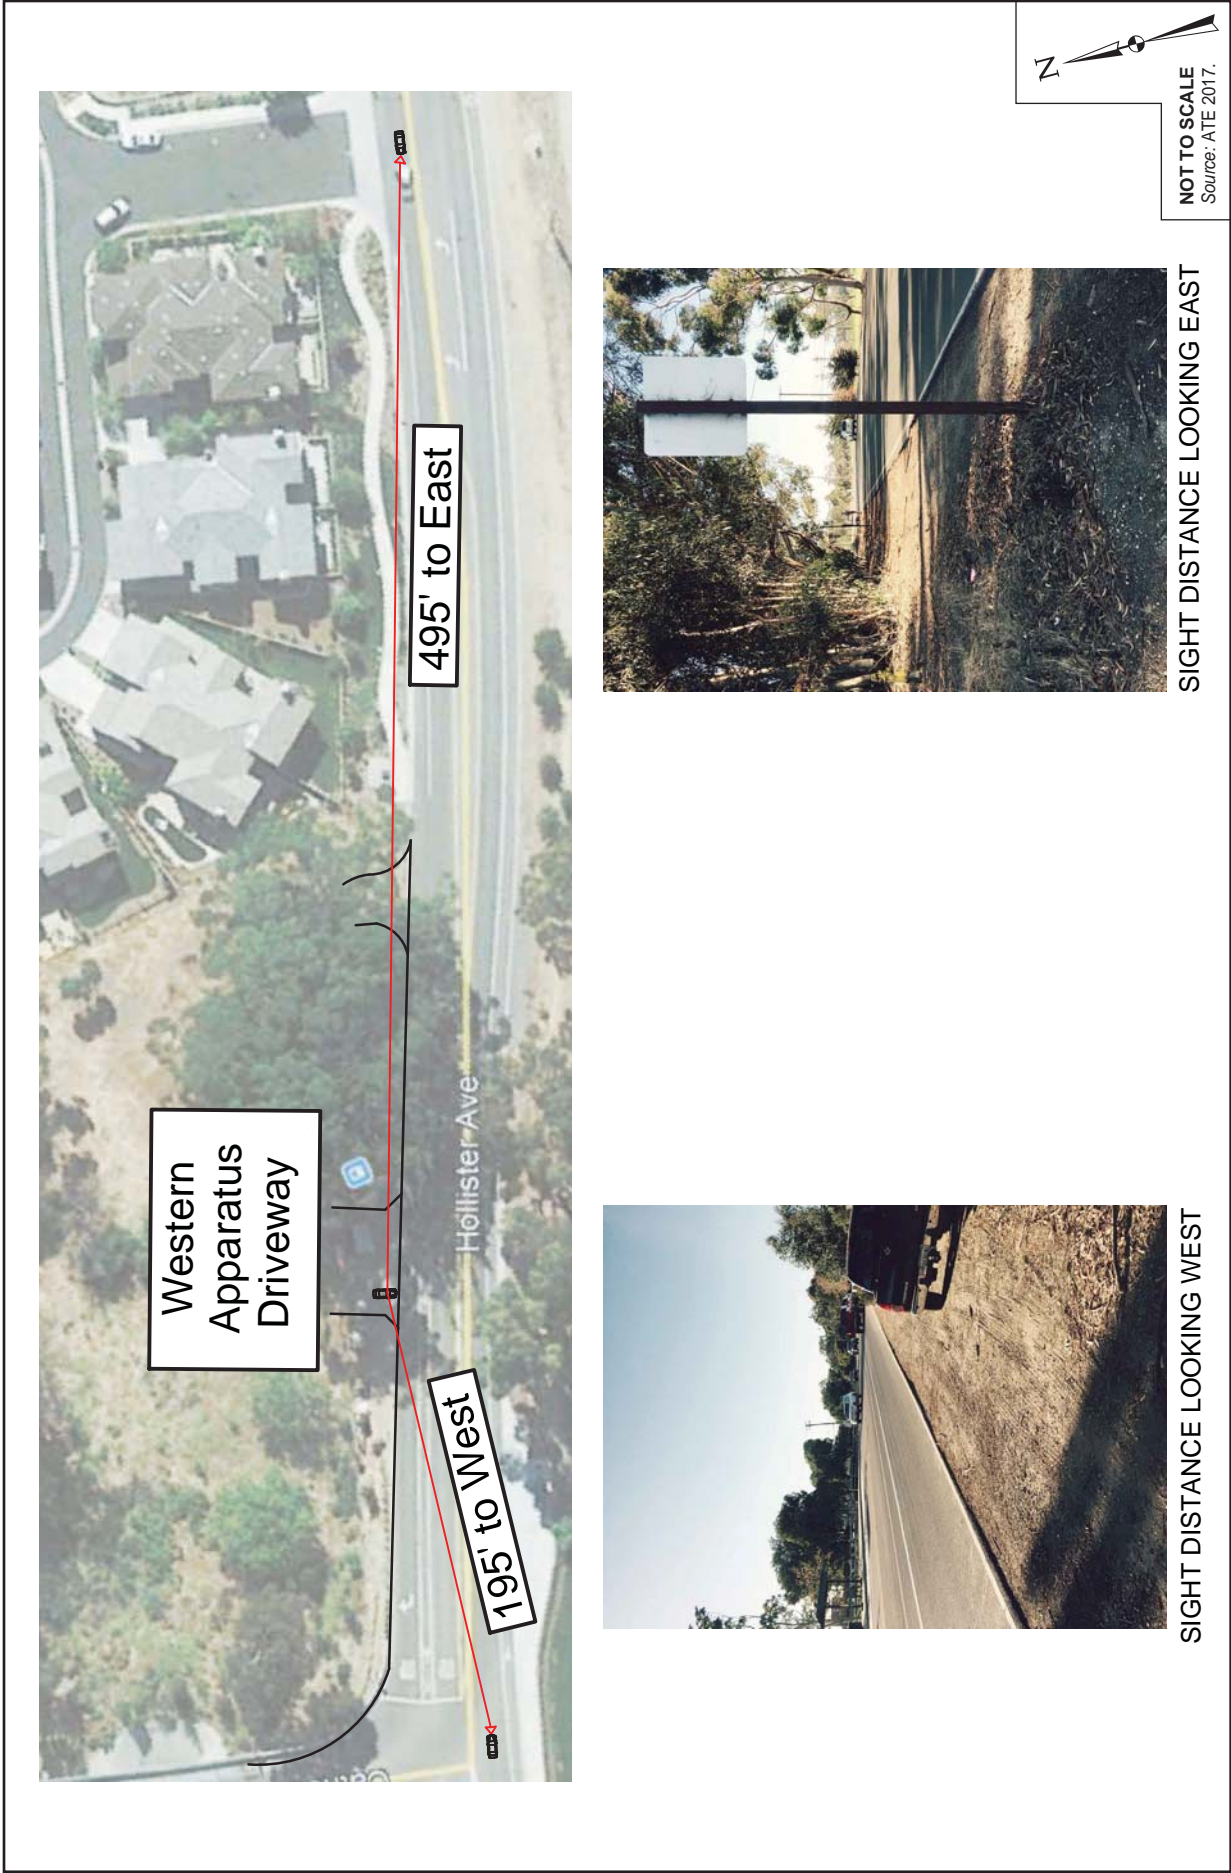 Western
Apparatus
Driveway
195' to West
495' to East
Hollister Ave
SIGHT DISTANCE LOOKING WEST
SIGHT DISTANCE LOOKING EAST
N
NOT TO SCALE
Source: ATE 2017.